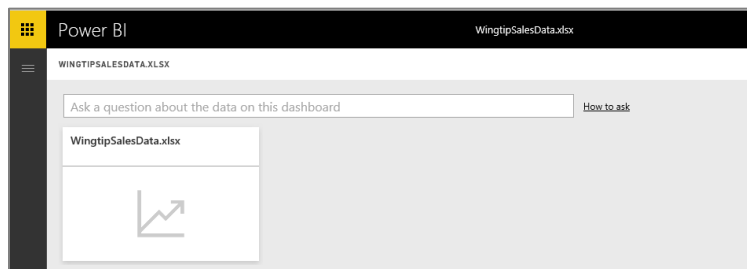 Power BI
WingtipSalesData.xlsx
WINGTIPSALESDATA.XLSX
Ask a question about the data on this dashboard
How to ask
WingtipSalesData.xlsx